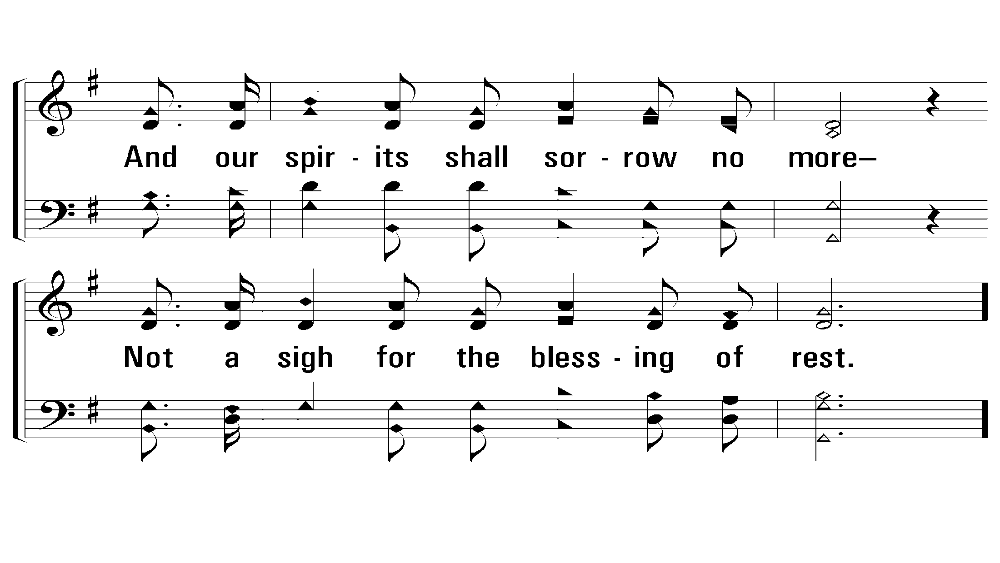 And our spir - its shall sor - row no more–
Not a sigh for the bless - ing of rest.